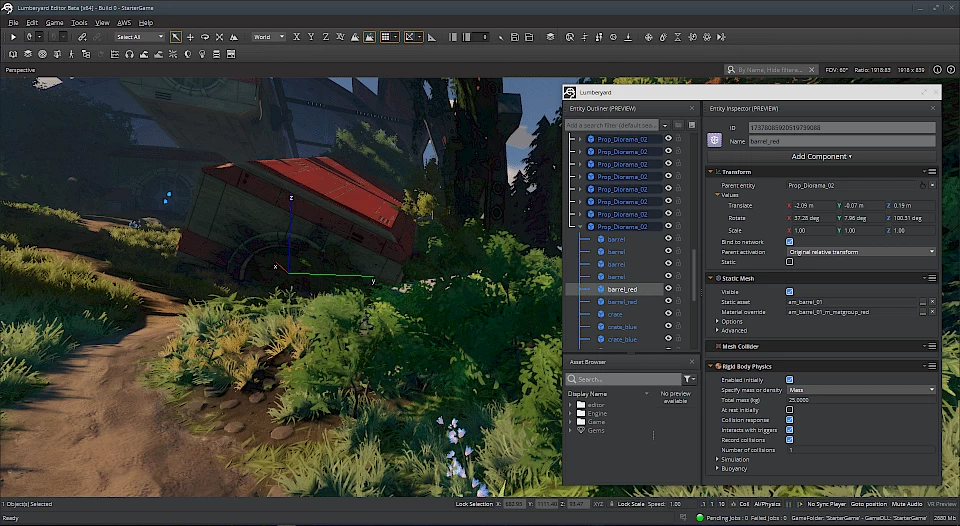 Lumberyard Editor Beta [x64] - Build 0 - StarterGame
File Edit Game Tools View AWS Help
Select All World X Y Z XY
Perspective By Name, Hide filtere... FOV: 60° Ratio: 1918:839 1918 x 839
Lumberyard
Entity Outliner (PREVIEW)
Add a search filter (default sea...
Prop_Diorama_02
Prop_Diorama_02
Prop_Diorama_02
Prop_Diorama_02
Prop_Diorama_02
Prop_Diorama_02
Prop_Diorama_02
Prop_Diorama_02
barrel
barrel
barrel
barrel
barrel_red
barrel_red
crate
crate_blue
crate_blue
Asset Browser
Search...
Display Name
No preview available
editor
Engine
Game
Gems
Entity Inspector (PREVIEW)
ID 17378085920519739088
Name barrel_red
Add Component
Transform
Parent entity Prop_Diorama_02
Values
Translate X -2.09 m Y -0.07 m Z 0.19 m
Rotate X 37.28 deg Y 7.96 deg Z 100.31 deg
Scale X 1.00 Y 1.00 Z 1.00
Bind to network
Parent activation Original relative transform
Static
Static Mesh
Visible
Static asset am_barrel_01
Material override am_barrel_01_m_matgroup_red
Options
Advanced
Mesh Collider
Rigid Body Physics
Enabled initially
Specify mass or density Mass
Total mass (kg) 25.0000
At rest initially
Collision response
Interacts with triggers
Record collisions
Number of collisions 1
Simulation
Buoyancy
z
x
y
1 Object(s) Selected Lock Selection X: Y: Z: XYZ Lock Scale Speed: 1.00 .1 1 10 Coll AI/Physics No Sync Player Goto position Mute Audio VR Preview
Ready Pending Jobs : 0 Failed Jobs : 0 GameFolder: 'StarterGame' - GameDLL: 'StarterGame' 2680 Mb